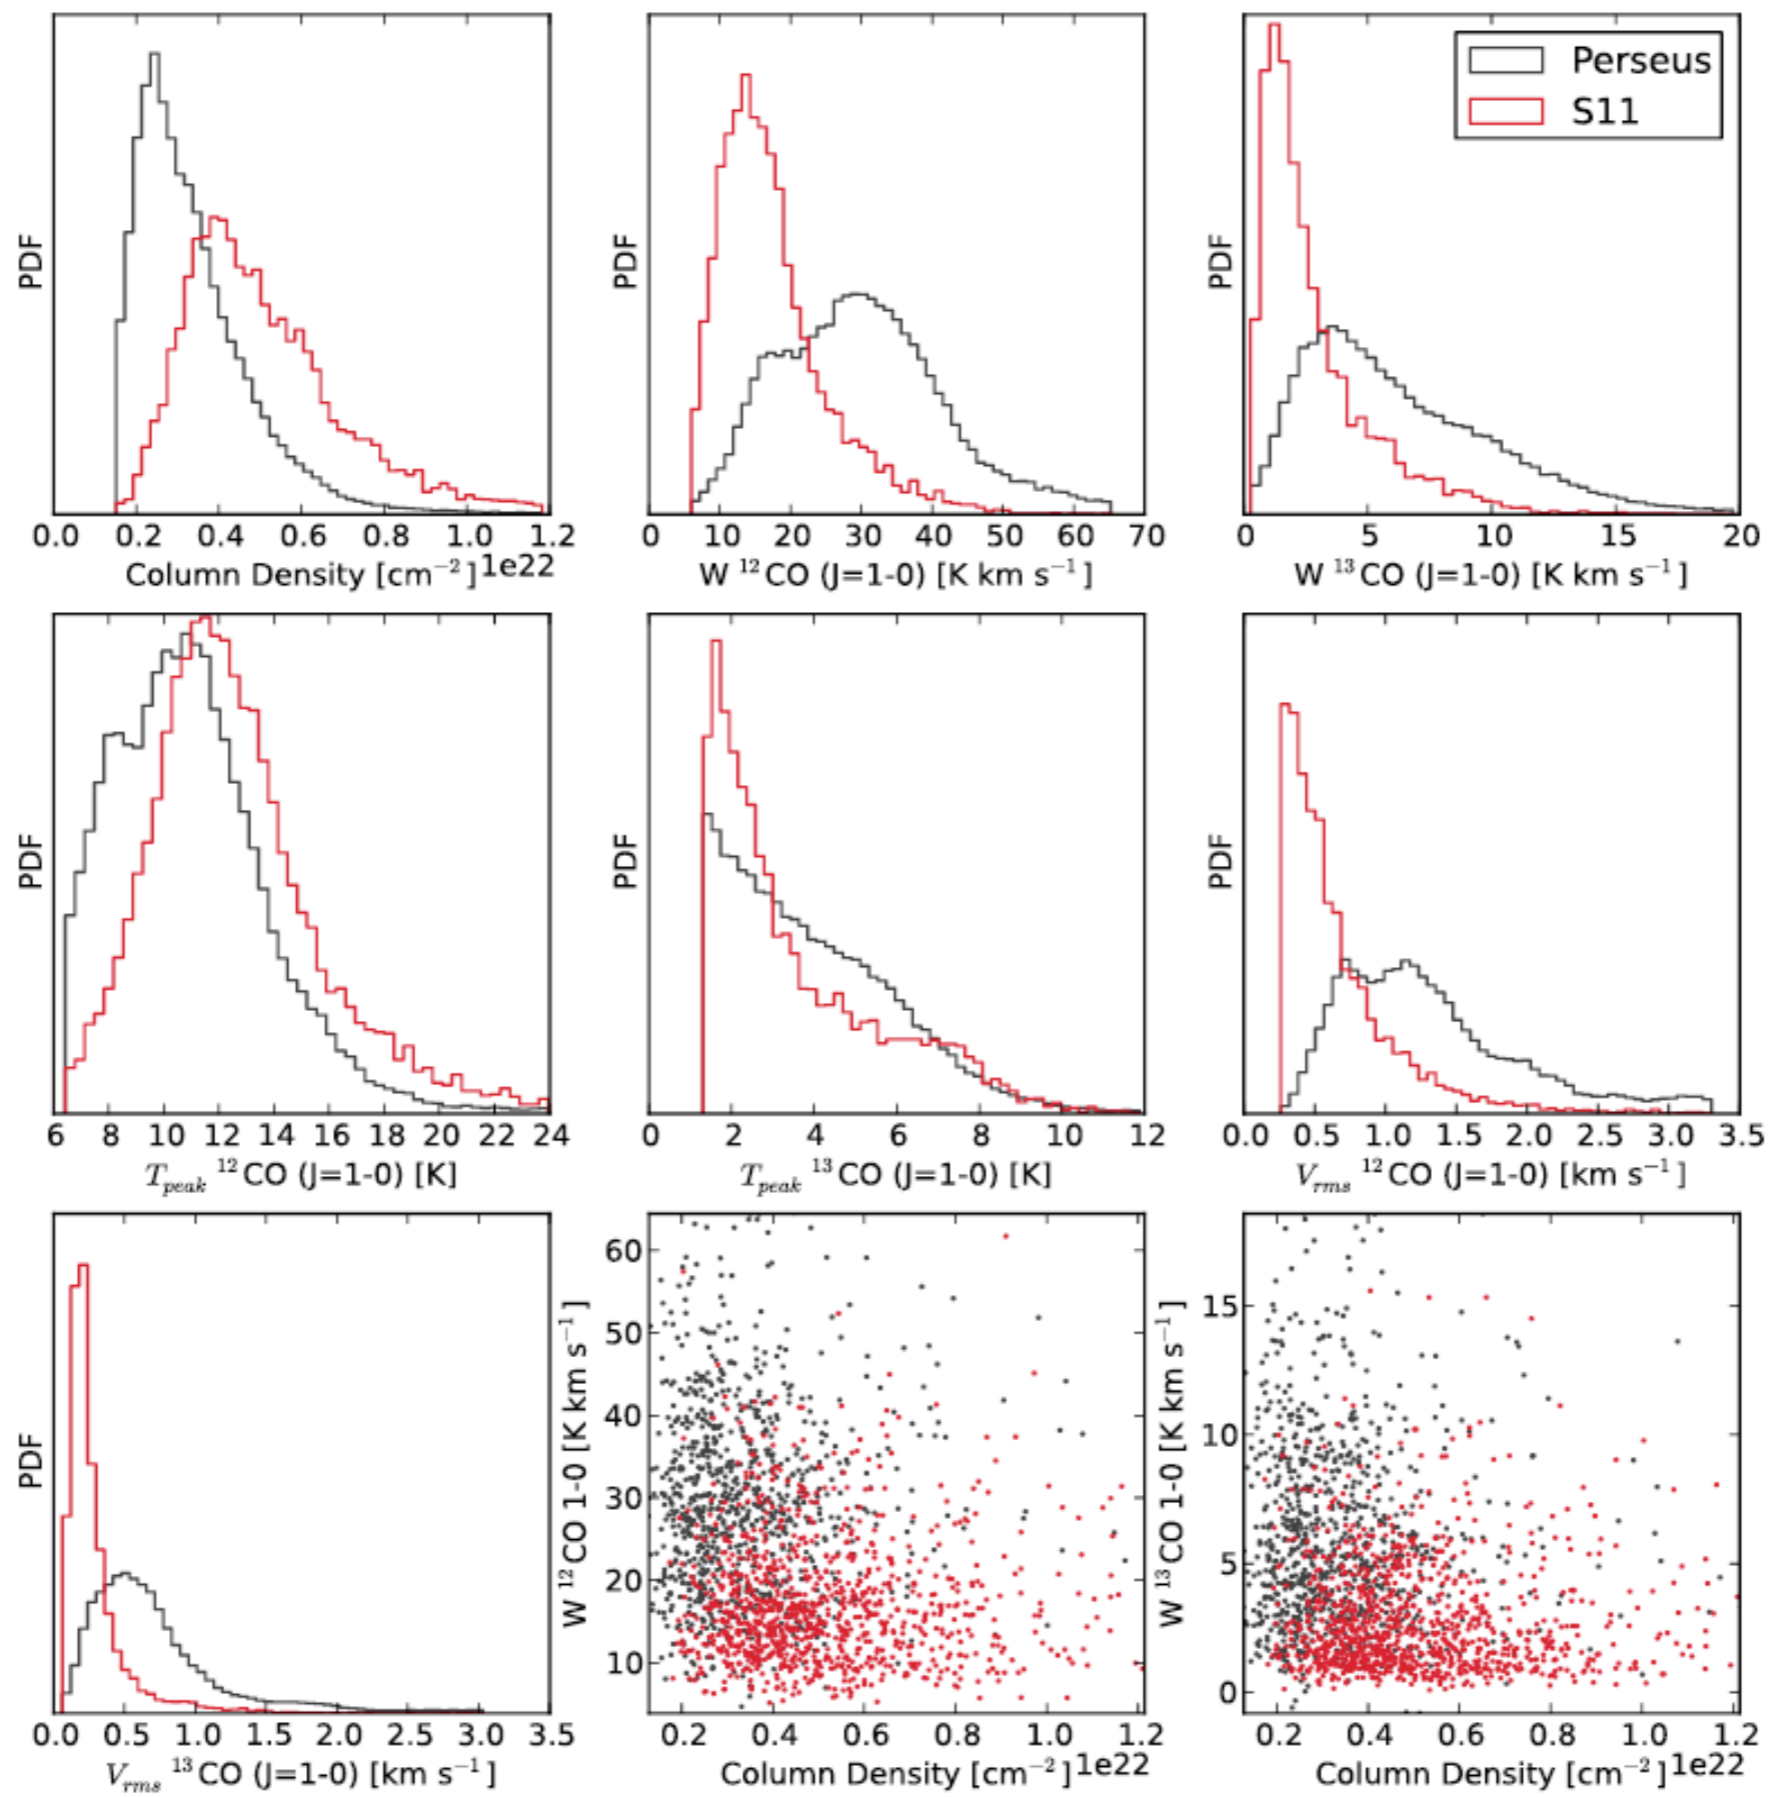 Perseus
S11
PDF
PDF
PDF
0.0 0.2 0.4 0.6 0.8 1.0 1.2
0 10 20 30 40 50 60 70
0 5 10 15 20
Column Density [cm⁻²] 1e22
W ¹²CO (J=1-0) [K km s⁻¹]
W ¹³CO (J=1-0) [K km s⁻¹]
PDF
PDF
PDF
6 8 10 12 14 16 18 20 22 24
0 2 4 6 8 10 12
0.0 0.5 1.0 1.5 2.0 2.5 3.0 3.5
T_peak ¹²CO (J=1-0) [K]
T_peak ¹³CO (J=1-0) [K]
V_rms ¹²CO (J=1-0) [km s⁻¹]
PDF
0.0 0.5 1.0 1.5 2.0 2.5 3.0 3.5
V_rms ¹³CO (J=1-0) [km s⁻¹]
W ¹²CO 1-0 [K km s⁻¹]
60
50
40
30
20
10
0.2 0.4 0.6 0.8 1.0 1.2
Column Density [cm⁻²] 1e22
W ¹³CO 1-0 [K km s⁻¹]
15
10
5
0
0.2 0.4 0.6 0.8 1.0 1.2
Column Density [cm⁻²] 1e22